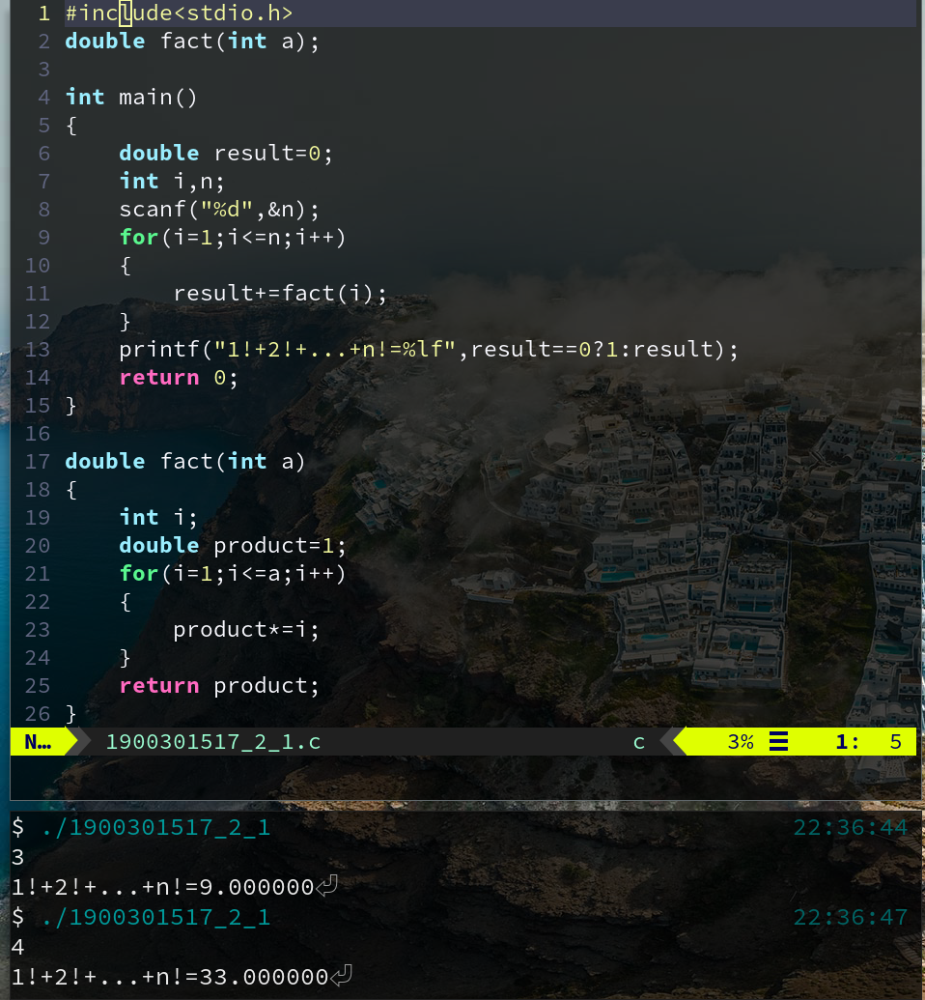 1 #include<stdio.h>
2 double fact(int a);
3
4 int main()
5 {
6     double result=0;
7     int i,n;
8     scanf("%d",&n);
9     for(i=1;i<=n;i++)
10     {
11         result+=fact(i);
12     }
13     printf("1!+2!+...+n!=%lf",result==0?1:result);
14     return 0;
15 }
16
17 double fact(int a)
18 {
19     int i;
20     double product=1;
21     for(i=1;i<=a;i++)
22     {
23         product*=i;
24     }
25     return product;
26 }
N… 1900301517_2_1.c c 3% ☰ 1: 5
$ ./1900301517_2_1 22:36:44
3
1!+2!+...+n!=9.000000⏎
$ ./1900301517_2_1 22:36:47
4
1!+2!+...+n!=33.000000⏎